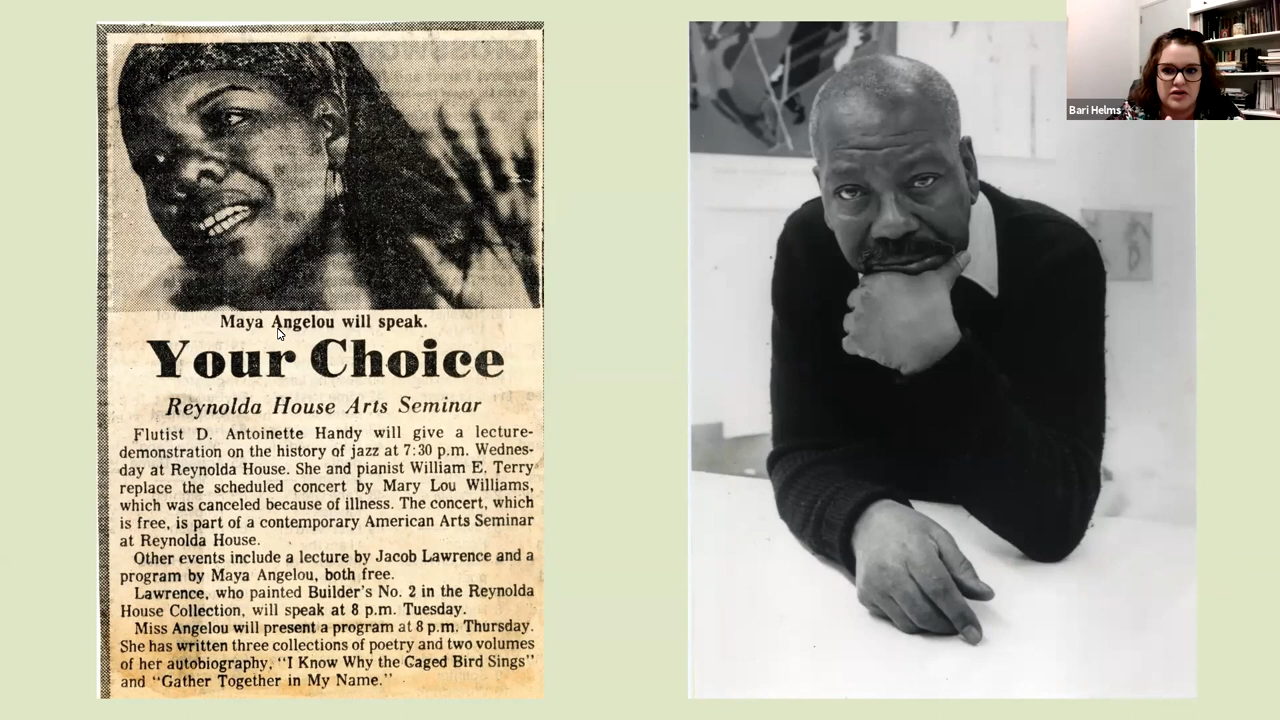 Maya Angelou will speak.
Your Choice
Reynolda House Arts Seminar
Flutist D. Antoinette Handy will give a lecture-
demonstration on the history of jazz at 7:30 p.m. Wednes-
day at Reynolda House. She and pianist William E. Terry
replace the scheduled concert by Mary Lou Williams,
which was canceled because of illness. The concert, which
is free, is part of a contemporary American Arts Seminar
at Reynolda House.
Other events include a lecture by Jacob Lawrence and a
program by Maya Angelou, both free.
Lawrence, who painted Builder's No. 2 in the Reynolda
House Collection, will speak at 8 p.m. Tuesday.
Miss Angelou will present a program at 8 p.m. Thursday.
She has written three collections of poetry and two volumes
of her autobiography, "I Know Why the Caged Bird Sings"
and "Gather Together in My Name."
Bari Helms